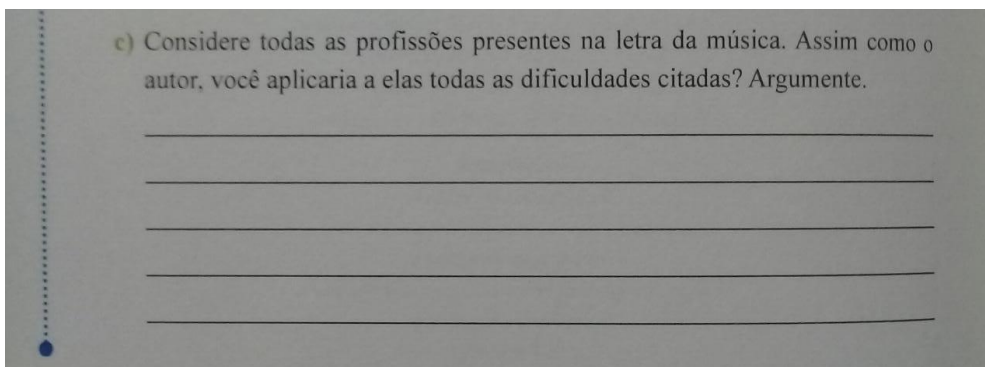 c) Considere todas as profissões presentes na letra da música. Assim como o
autor, você aplicaria a elas todas as dificuldades citadas? Argumente.